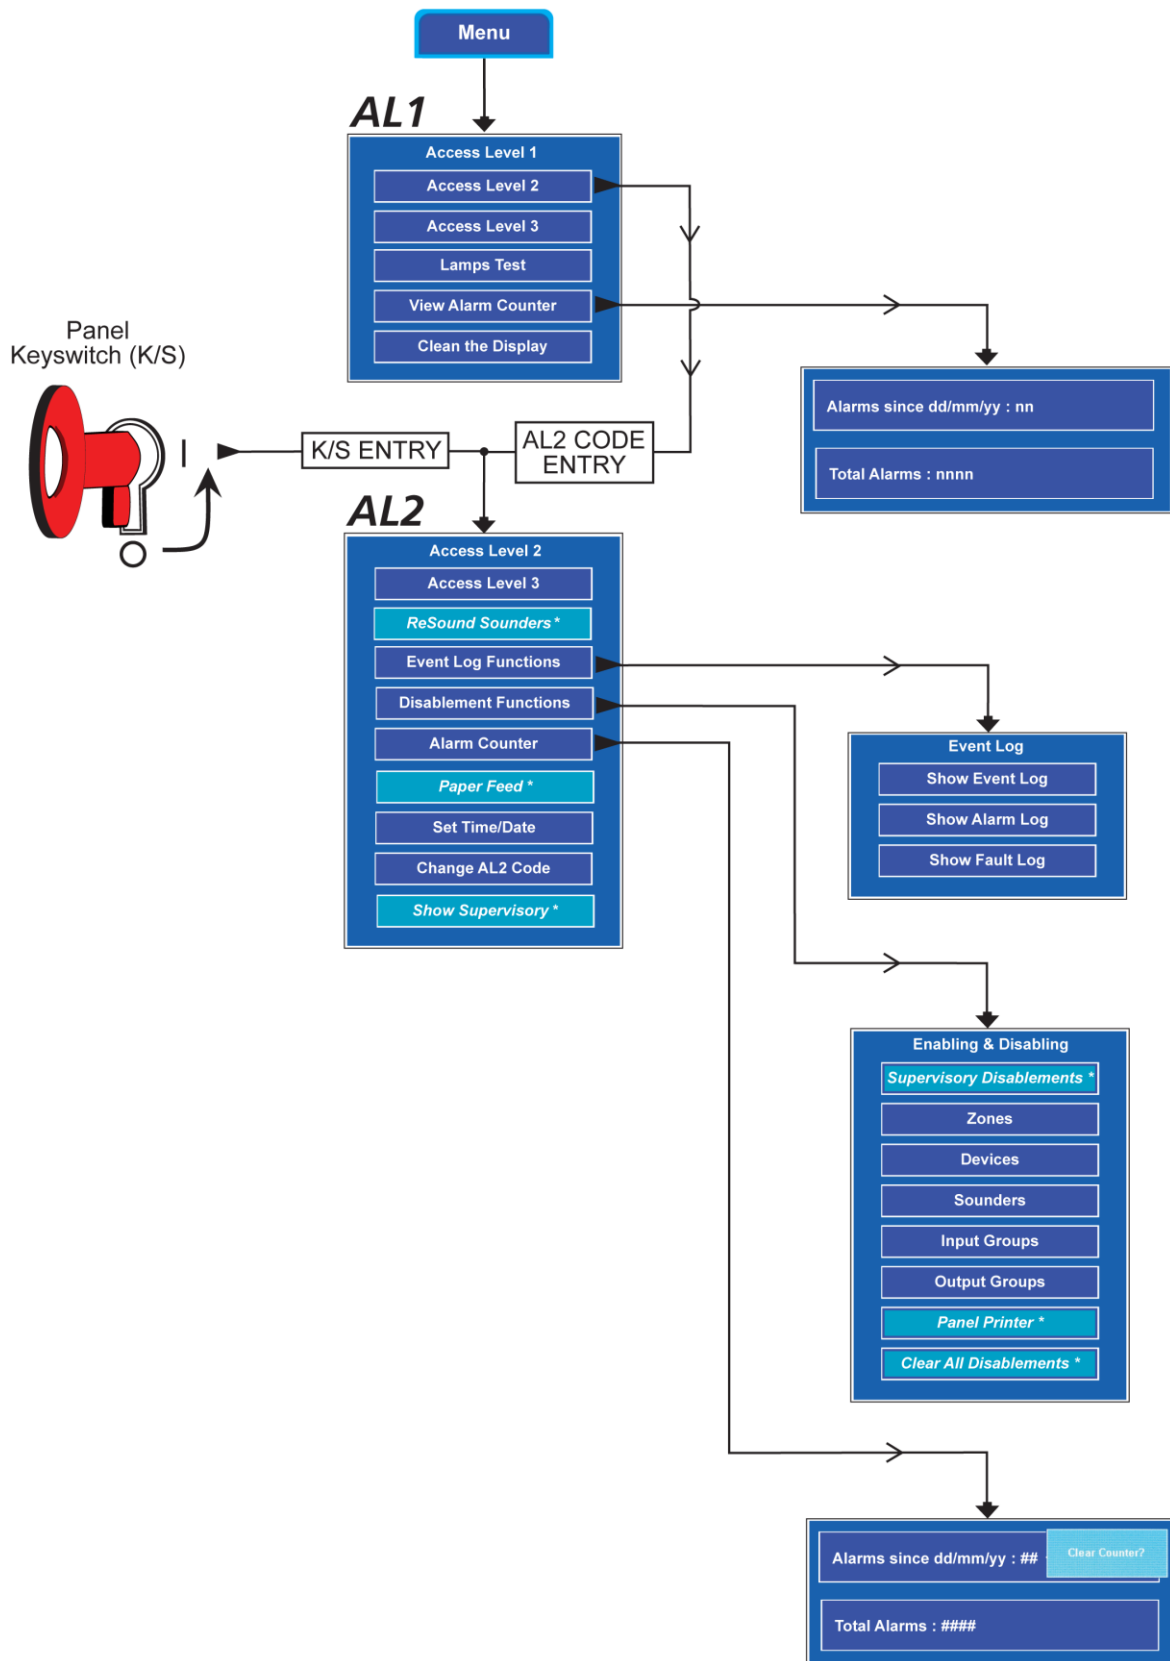 Menu
AL1
Access Level 1
Access Level 2
Access Level 3
Lamps Test
View Alarm Counter
Clean the Display
Panel
Keyswitch (K/S)
Alarms since dd/mm/yy : nn
Total Alarms : nnnn
K/S ENTRY
AL2 CODE
ENTRY
AL2
Access Level 2
Access Level 3
ReSound Sounders *
Event Log Functions
Disablement Functions
Alarm Counter
Paper Feed *
Set Time/Date
Change AL2 Code
Show Supervisory *
Event Log
Show Event Log
Show Alarm Log
Show Fault Log
Enabling & Disabling
Supervisory Disablements *
Zones
Devices
Sounders
Input Groups
Output Groups
Panel Printer *
Clear All Disablements *
Alarms since dd/mm/yy : ##
Clear Counter?
Total Alarms : ####